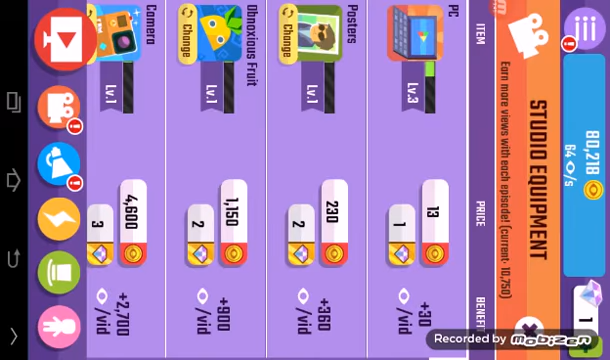 80,218
64 /s
1
STUDIO EQUIPMENT
Earn more views with each episode! (current: 10,750)
ITEM
PRICE
BENEFIT
PC
Lv.3
13
1
+30
/vid
Posters
Change
Lv.1
230
2
+360
/vid
Obnoxious Fruit
Change
Lv.1
1,150
2
+900
/vid
Camera
Lv.1
4,600
3
+2,700
/vid
Recorded by mobizen